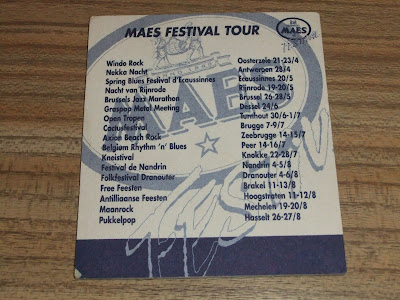 MAES FESTIVAL TOUR
MAES
Windo Rock Oosterzele 21-23/4
Nekka Nacht Antwerpen 28/4
Spring Blues Festival d'Ecaussinnes Ecaussinnes 20/5
Nacht van Rijnrode Rijnrode 19-20/5
Brussels Jazz Marathon Brussel 26-28/5
Graspop Metal Meeting Dessel 24/6
Open Tropen Turnhout 30/6-1/7
Cactusfestival Brugge 7-9/7
Axion Beach Rock Zeebrugge 14-15/7
Belgium Rhythm 'n' Blues Peer 14-16/7
Kneistival Knokke 22-28/7
Festival de Nandrin Nandrin 4-5/8
Folkfestival Dranouter Dranouter 4-6/8
Free Feesten Brakel 11-13/8
Antilliaanse Feesten Hoogstraten 11-12/8
Maanrock Mechelen 19-20/8
Pukkelpop Hasselt 26-27/8